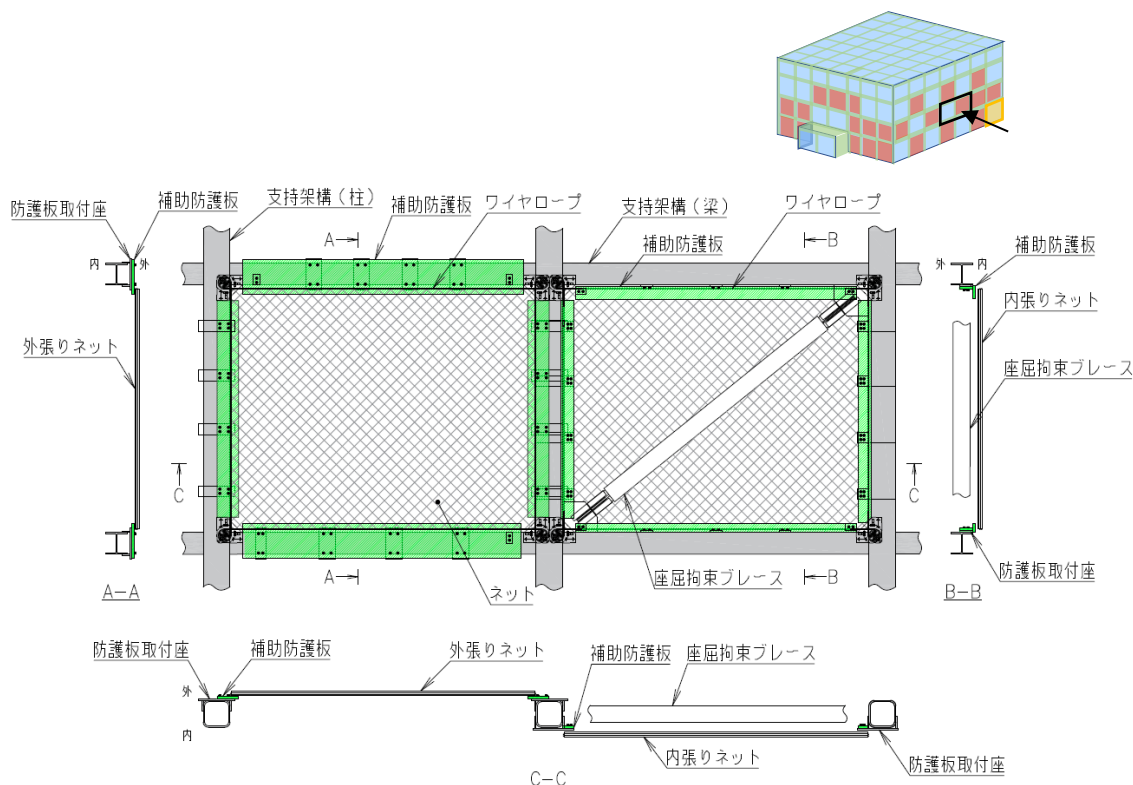 防護板取付座
補助防護板
支持架構(柱)
補助防護板
ワイヤロープ
支持架構(梁)
ワイヤロープ
A
B
補助防護板
補助防護板
内
外
外
内
内張りネット
外張りネット
座屈拘束ブレース
C
C
A
B
ネット
座屈拘束ブレース
防護板取付座
A-A
B-B
防護板取付座
補助防護板
外張りネット
補助防護板
座屈拘束ブレース
外
内
内張りネット
防護板取付座
C-C